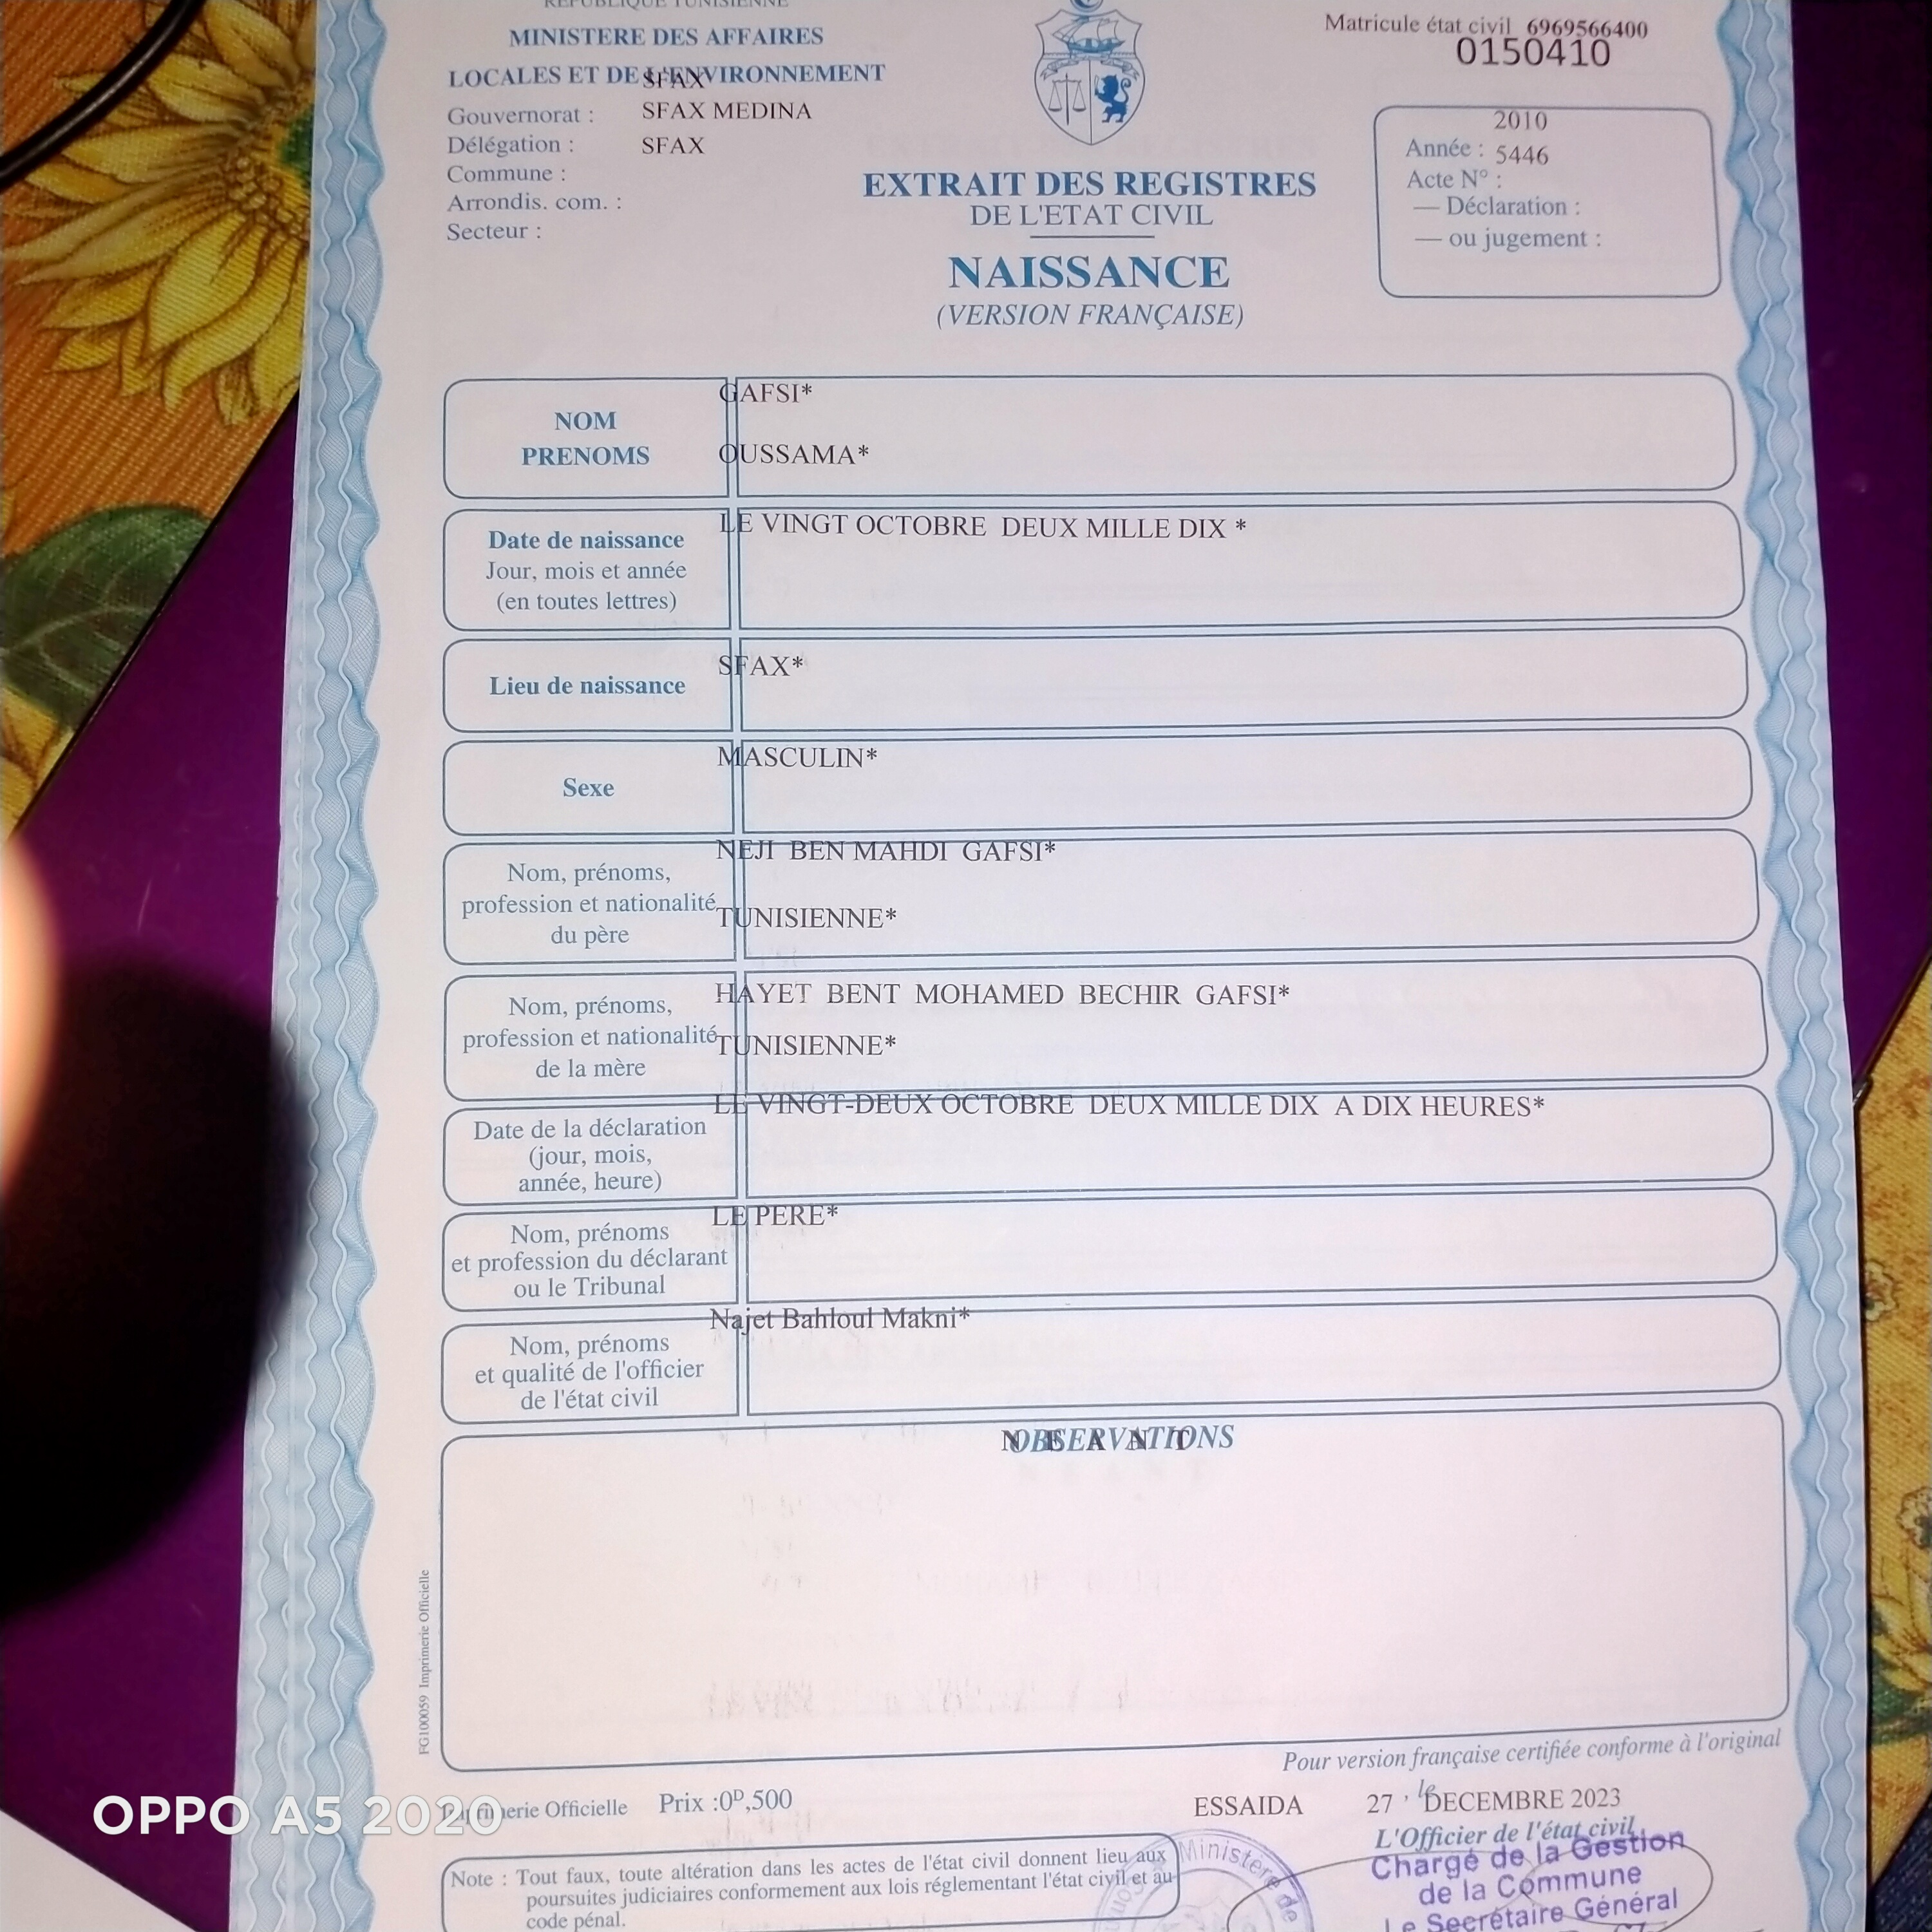 REPUBLIQUE TUNISIENNE
MINISTERE DES AFFAIRES
LOCALES ET DE L'ENVIRONNEMENT
SFAX
Gouvernorat : SFAX MEDINA
Délégation : SFAX
Commune :
Arrondis. com. :
Secteur :
Matricule état civil 6969566400
0150410
2010
Année : 5446
Acte N° :
— Déclaration :
— ou jugement :
EXTRAIT DES REGISTRES
DE L'ETAT CIVIL
NAISSANCE
(VERSION FRANÇAISE)
NOM
PRENOMS
GAFSI*
OUSSAMA*
Date de naissance
Jour, mois et année
(en toutes lettres)
LE VINGT OCTOBRE DEUX MILLE DIX *
Lieu de naissance
SFAX*
Sexe
MASCULIN*
Nom, prénoms,
profession et nationalité
du père
NEJI BEN MAHDI GAFSI*
TUNISIENNE*
Nom, prénoms,
profession et nationalité
de la mère
HAYET BENT MOHAMED BECHIR GAFSI*
TUNISIENNE*
Date de la déclaration
(jour, mois,
année, heure)
LE VINGT-DEUX OCTOBRE DEUX MILLE DIX A DIX HEURES*
Nom, prénoms
et profession du déclarant
ou le Tribunal
LE PERE*
Nom, prénoms
et qualité de l'officier
de l'état civil
Najet Bahloul Makni*
OBSERVATIONS
N E A N T
FG100059 Imprimerie Officielle
Pour version française certifiée conforme à l'original
Imprimerie Officielle Prix :0ᴰ,500
ESSAIDA 27 , le DECEMBRE 2023
L'Officier de l'état civil
Chargé de la Gestion
de la Commune
Le Secrétaire Général
Ministère de
Note : Tout faux, toute altération dans les actes de l'état civil donnent lieu aux
poursuites judiciaires conformement aux lois réglementant l'état civil et au
code pénal.
OPPO A5 2020